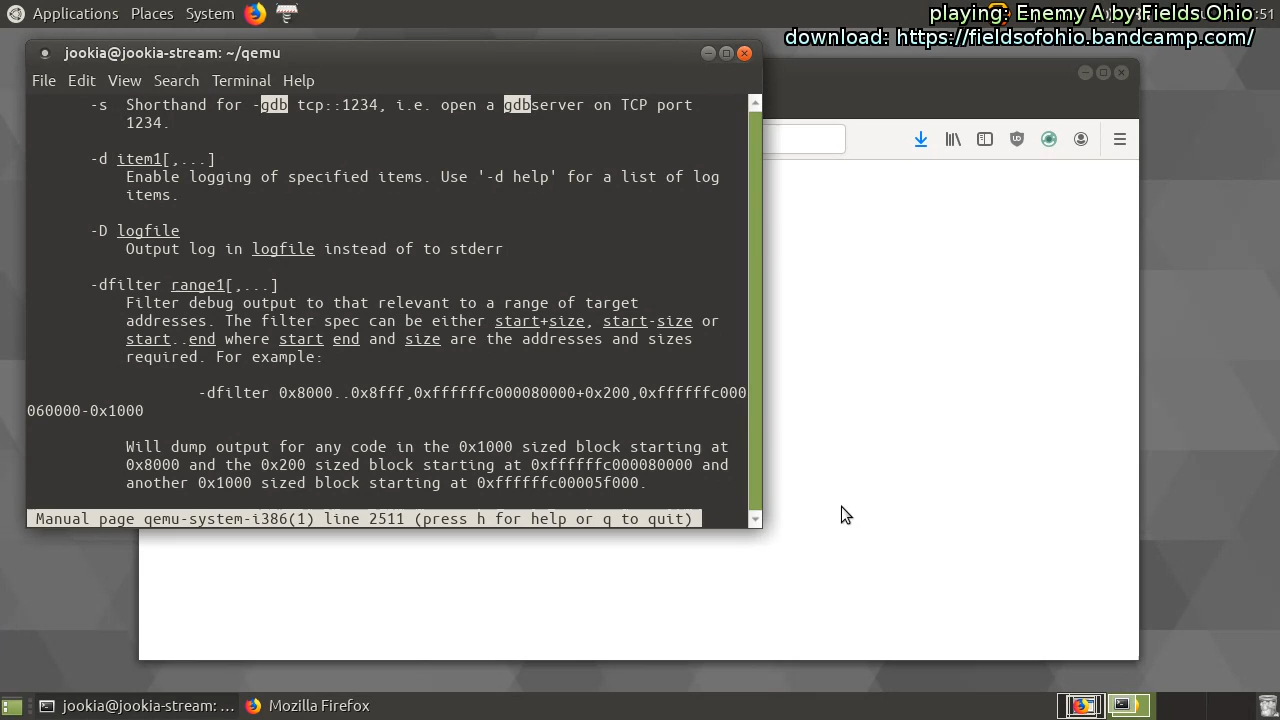 Applications Places System
playing: Enemy A by Fields Ohio
:51
download: https://fieldsofohio.bandcamp.com/
jookia@jookia-stream: ~/qemu
File Edit View Search Terminal Help
-s Shorthand for -gdb tcp::1234, i.e. open a gdbserver on TCP port
1234.
-d item1[,...]
Enable logging of specified items. Use '-d help' for a list of log
items.
-D logfile
Output log in logfile instead of to stderr
-dfilter range1[,...]
Filter debug output to that relevant to a range of target
addresses. The filter spec can be either start+size, start-size or
start..end where start end and size are the addresses and sizes
required. For example:
-dfilter 0x8000..0x8fff,0xffffffc000080000+0x200,0xffffffc000
060000-0x1000
Will dump output for any code in the 0x1000 sized block starting at
0x8000 and the 0x200 sized block starting at 0xffffffc000080000 and
another 0x1000 sized block starting at 0xffffffc00005f000.
Manual page qemu-system-i386(1) line 2511 (press h for help or q to quit)
jookia@jookia-stream: ...
Mozilla Firefox